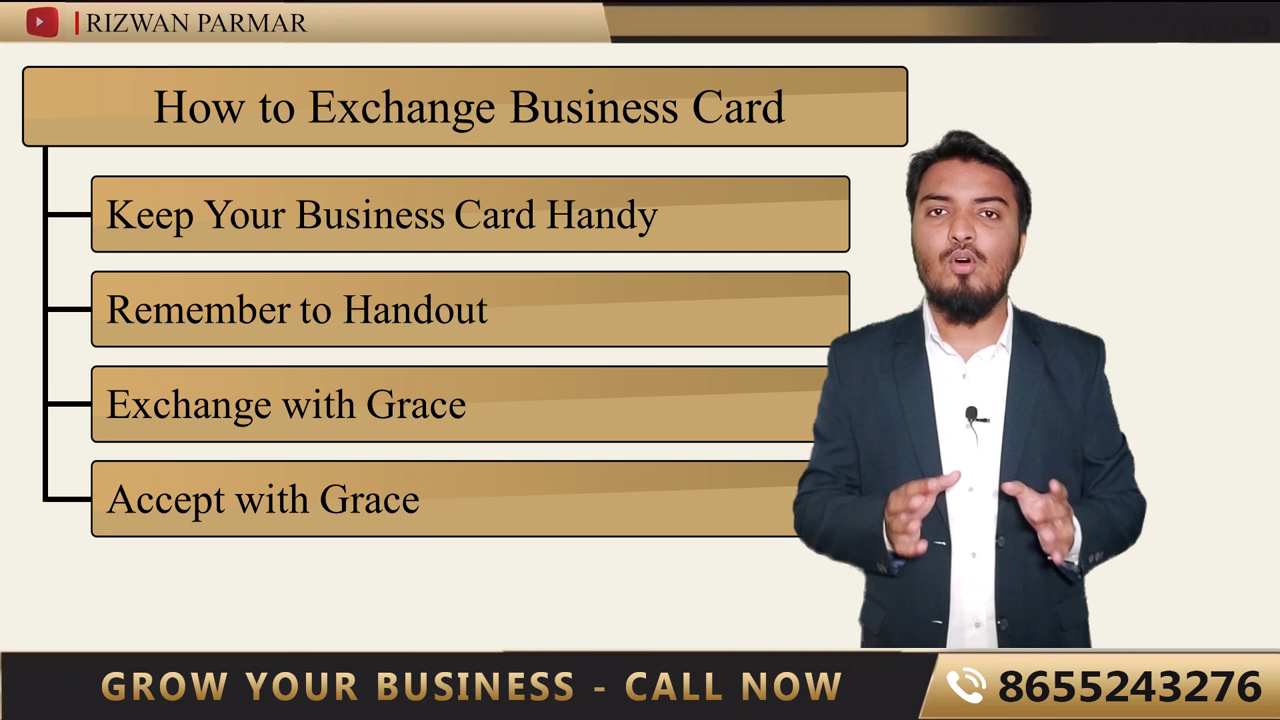 RIZWAN PARMAR
How to Exchange Business Card
Keep Your Business Card Handy
Remember to Handout
Exchange with Grace
Accept with Grace
GROW YOUR BUSINESS - CALL NOW
8655243276